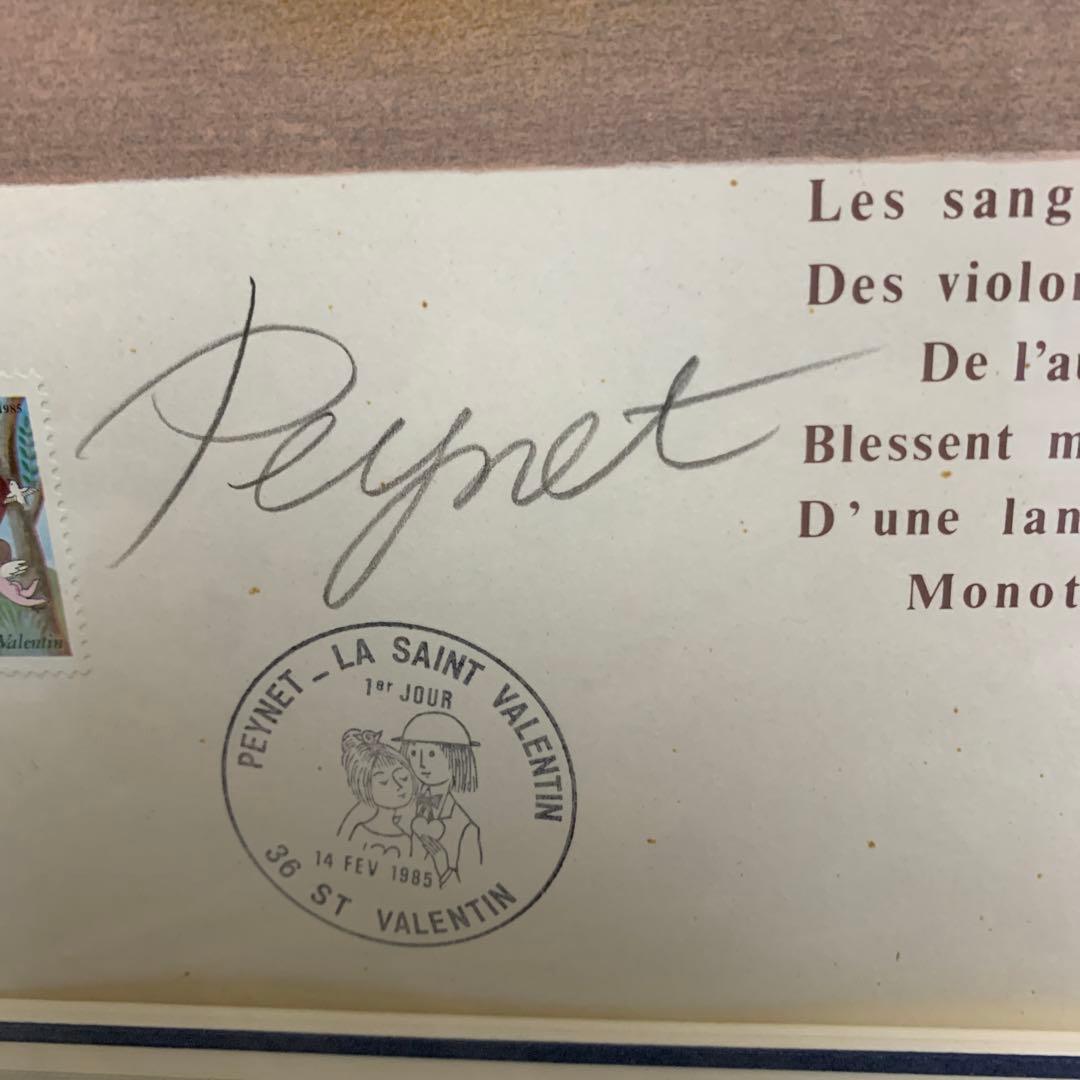 Les sang
Des violon
De l'au
Blessent m
D'une lan
Monot
Peynet
1985
Valentin
PEYNET – LA SAINT VALENTIN
1er JOUR
14 FEV 1985
36 ST VALENTIN